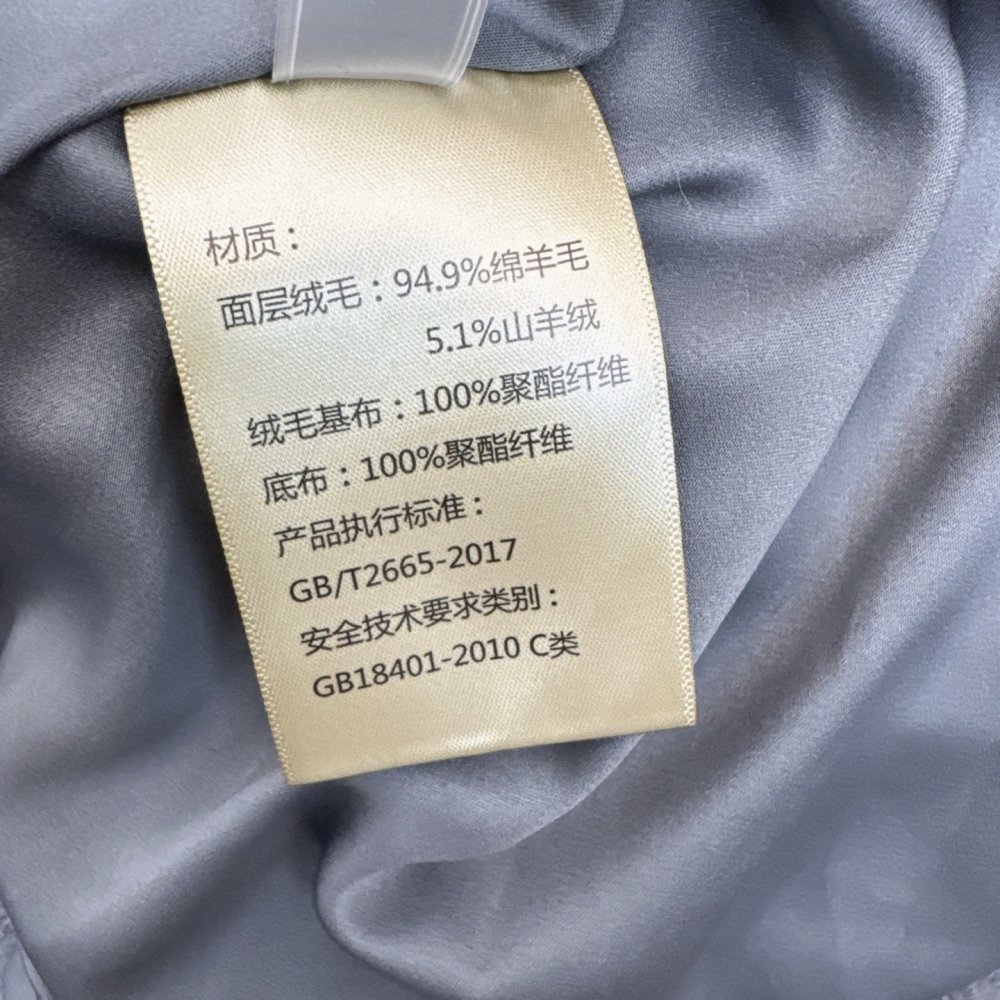 材质：
面层绒毛：94.9%绵羊毛
5.1%山羊绒
绒毛基布：100%聚酯纤维
底布：100%聚酯纤维
产品执行标准：
GB/T2665-2017
安全技术要求类别：
GB18401-2010 C类